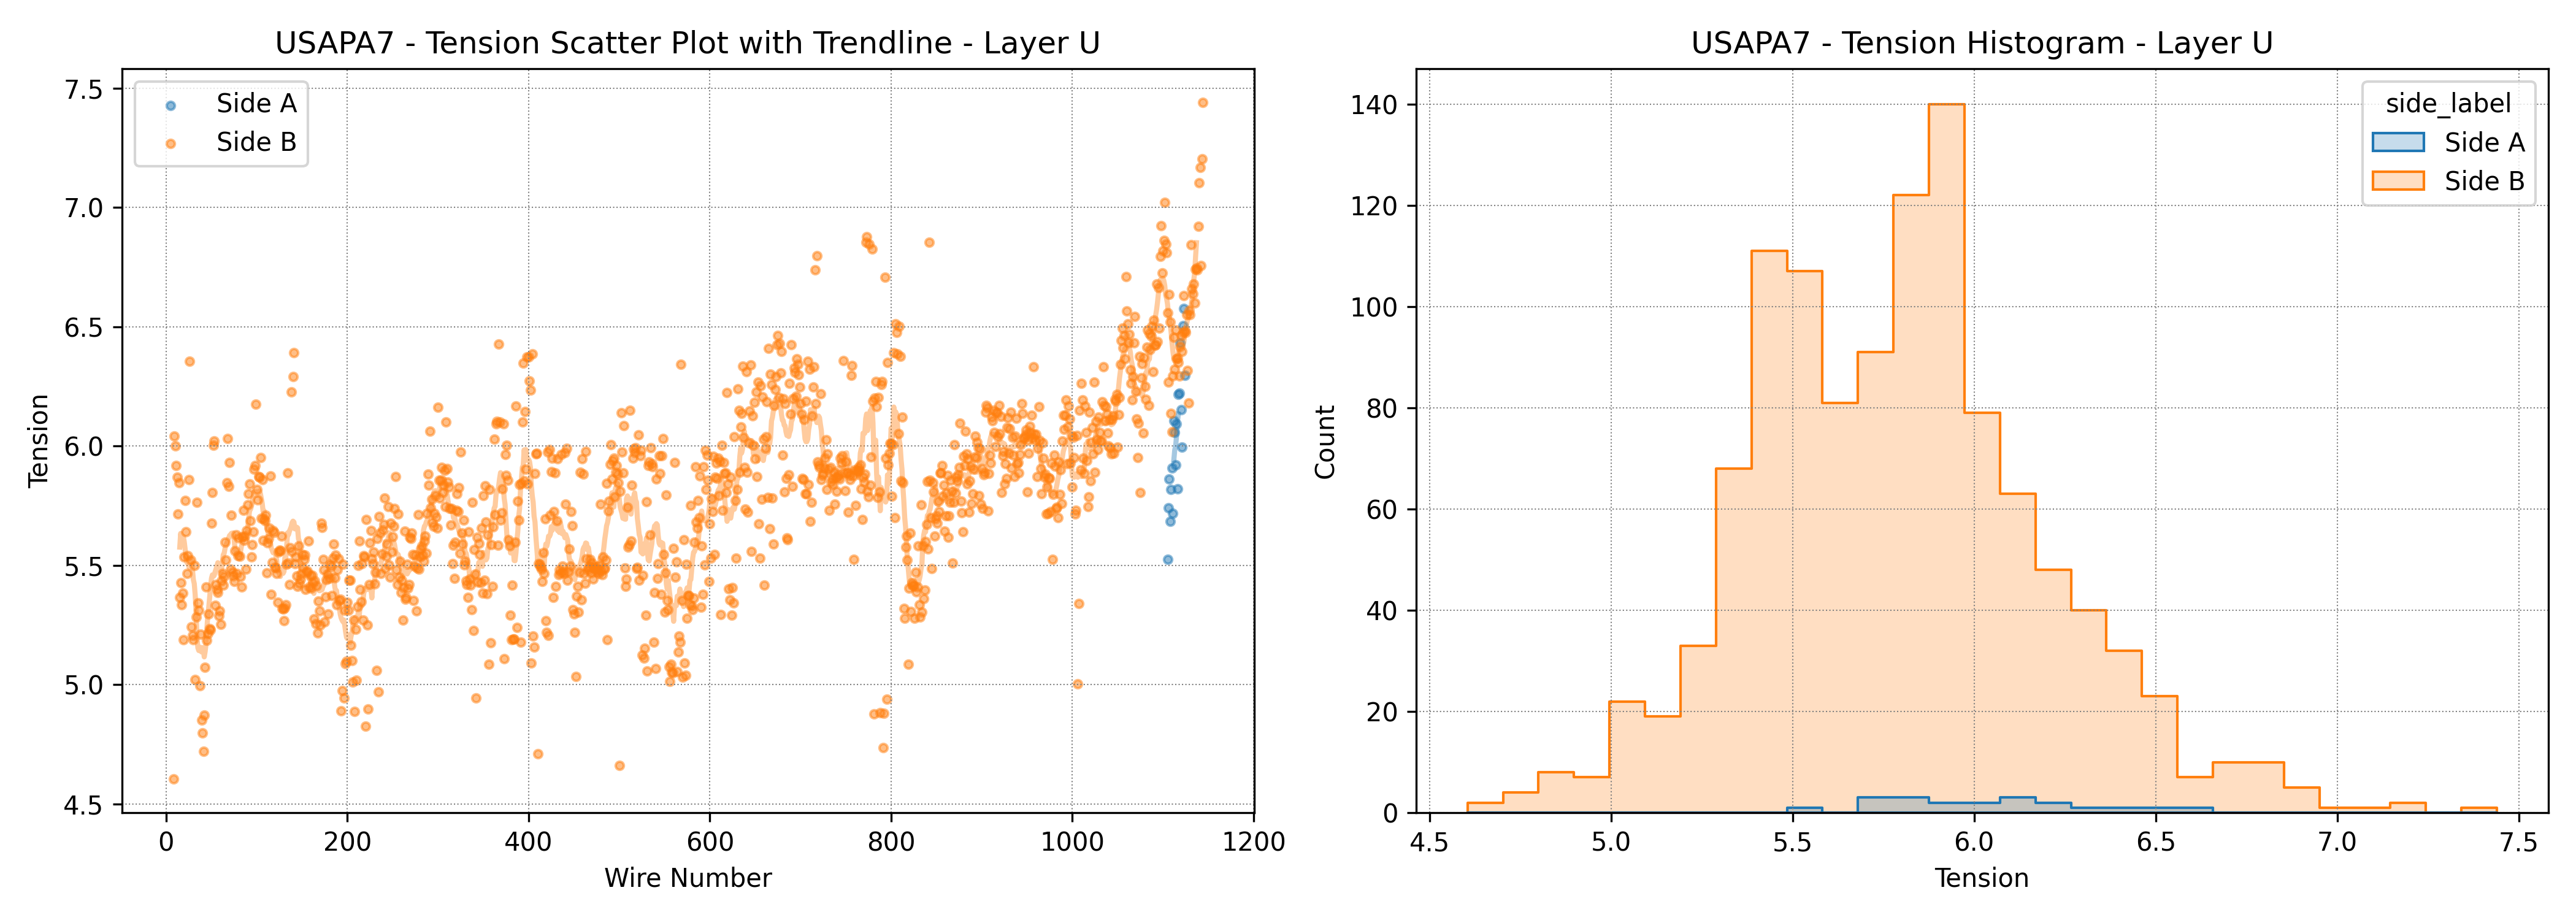 USAPA7 - Tension Scatter Plot with Trendline - Layer U
Side A
Side B
7.5
7.0
6.5
6.0
5.5
5.0
4.5
Tension
0 200 400 600 800 1000 1200
Wire Number
USAPA7 - Tension Histogram - Layer U
side_label
Side A
Side B
140
120
100
80
60
40
20
0
Count
4.5 5.0 5.5 6.0 6.5 7.0 7.5
Tension